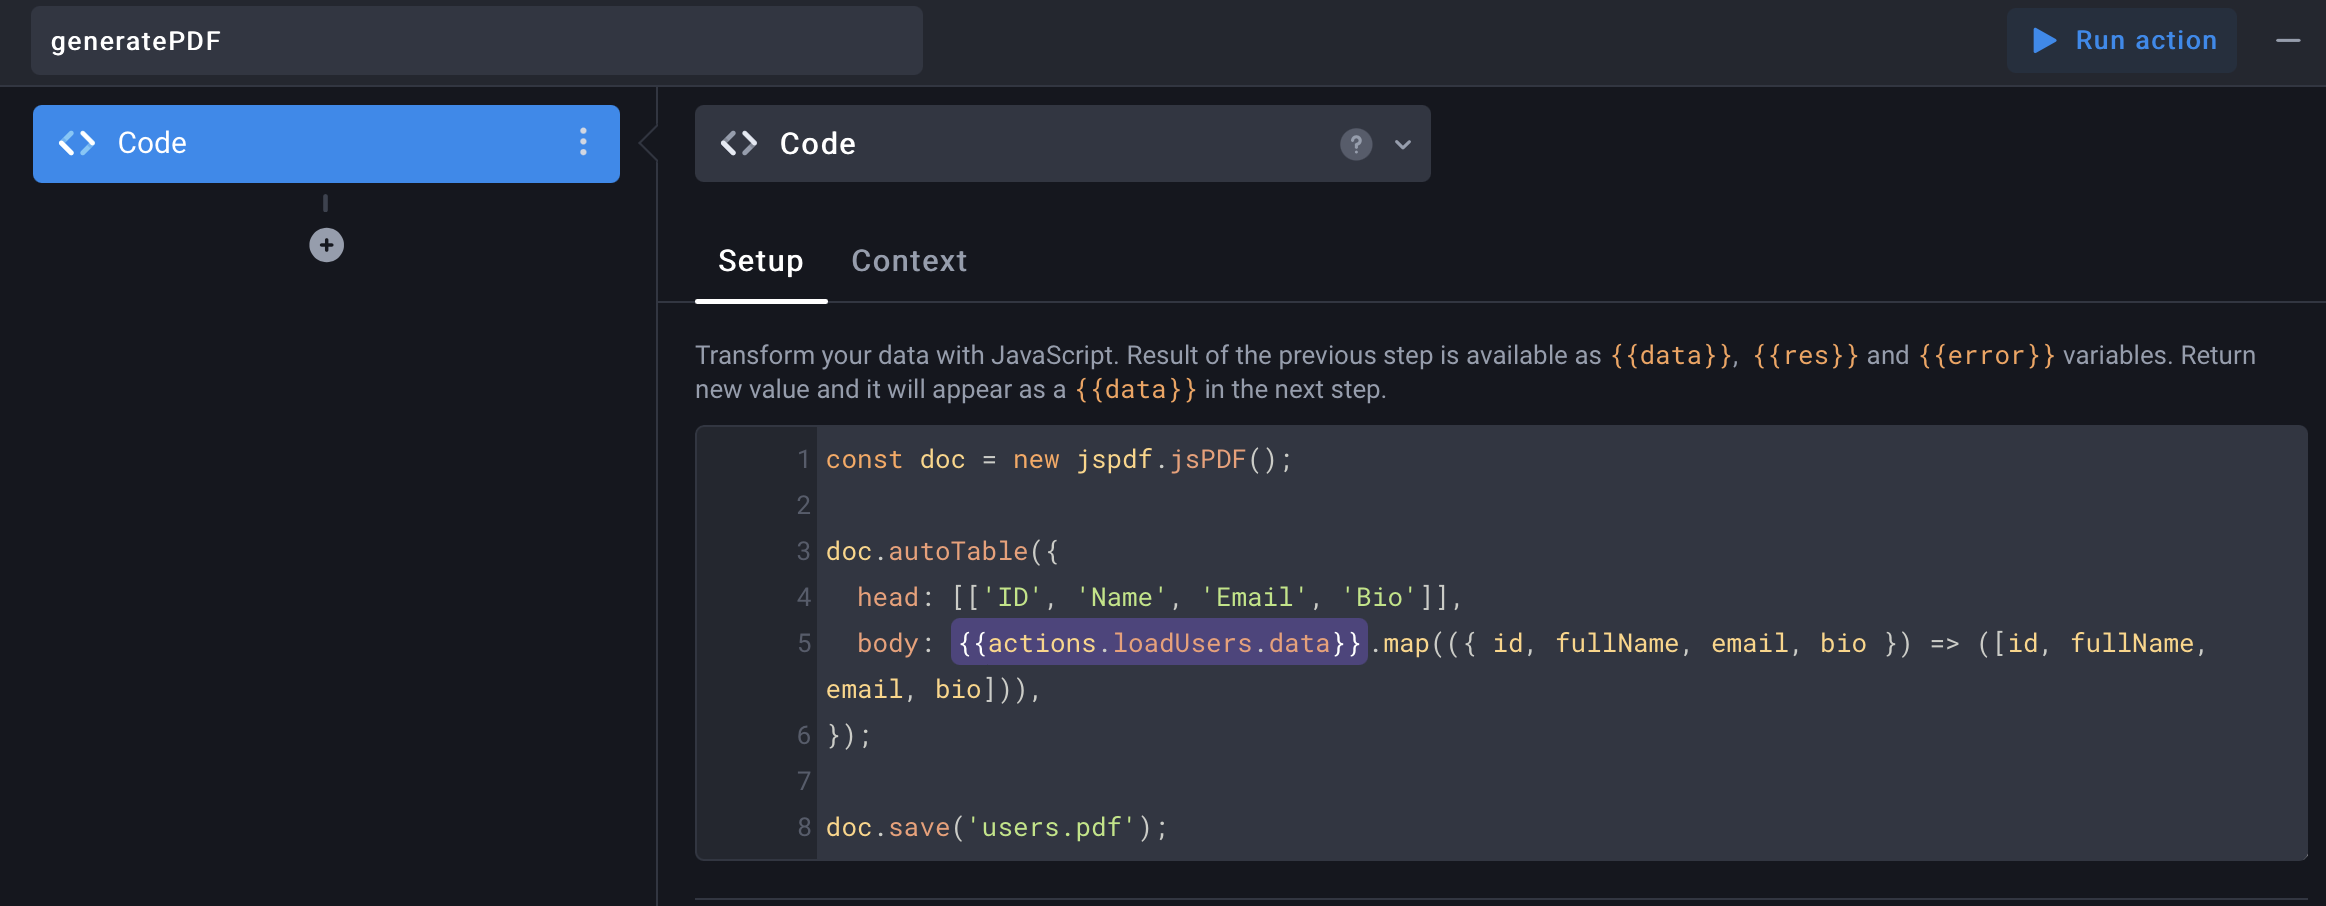 generatePDF
Run action
Code
Code
?
Setup Context
Transform your data with JavaScript. Result of the previous step is available as {{data}}, {{res}} and {{error}} variables. Return
new value and it will appear as a {{data}} in the next step.
1 const doc = new jspdf.jsPDF();
2
3 doc.autoTable({
4   head: [['ID', 'Name', 'Email', 'Bio']],
5   body: {{actions.loadUsers.data}}.map(({ id, fullName, email, bio }) => ([id, fullName,
email, bio])),
6 });
7
8 doc.save('users.pdf');